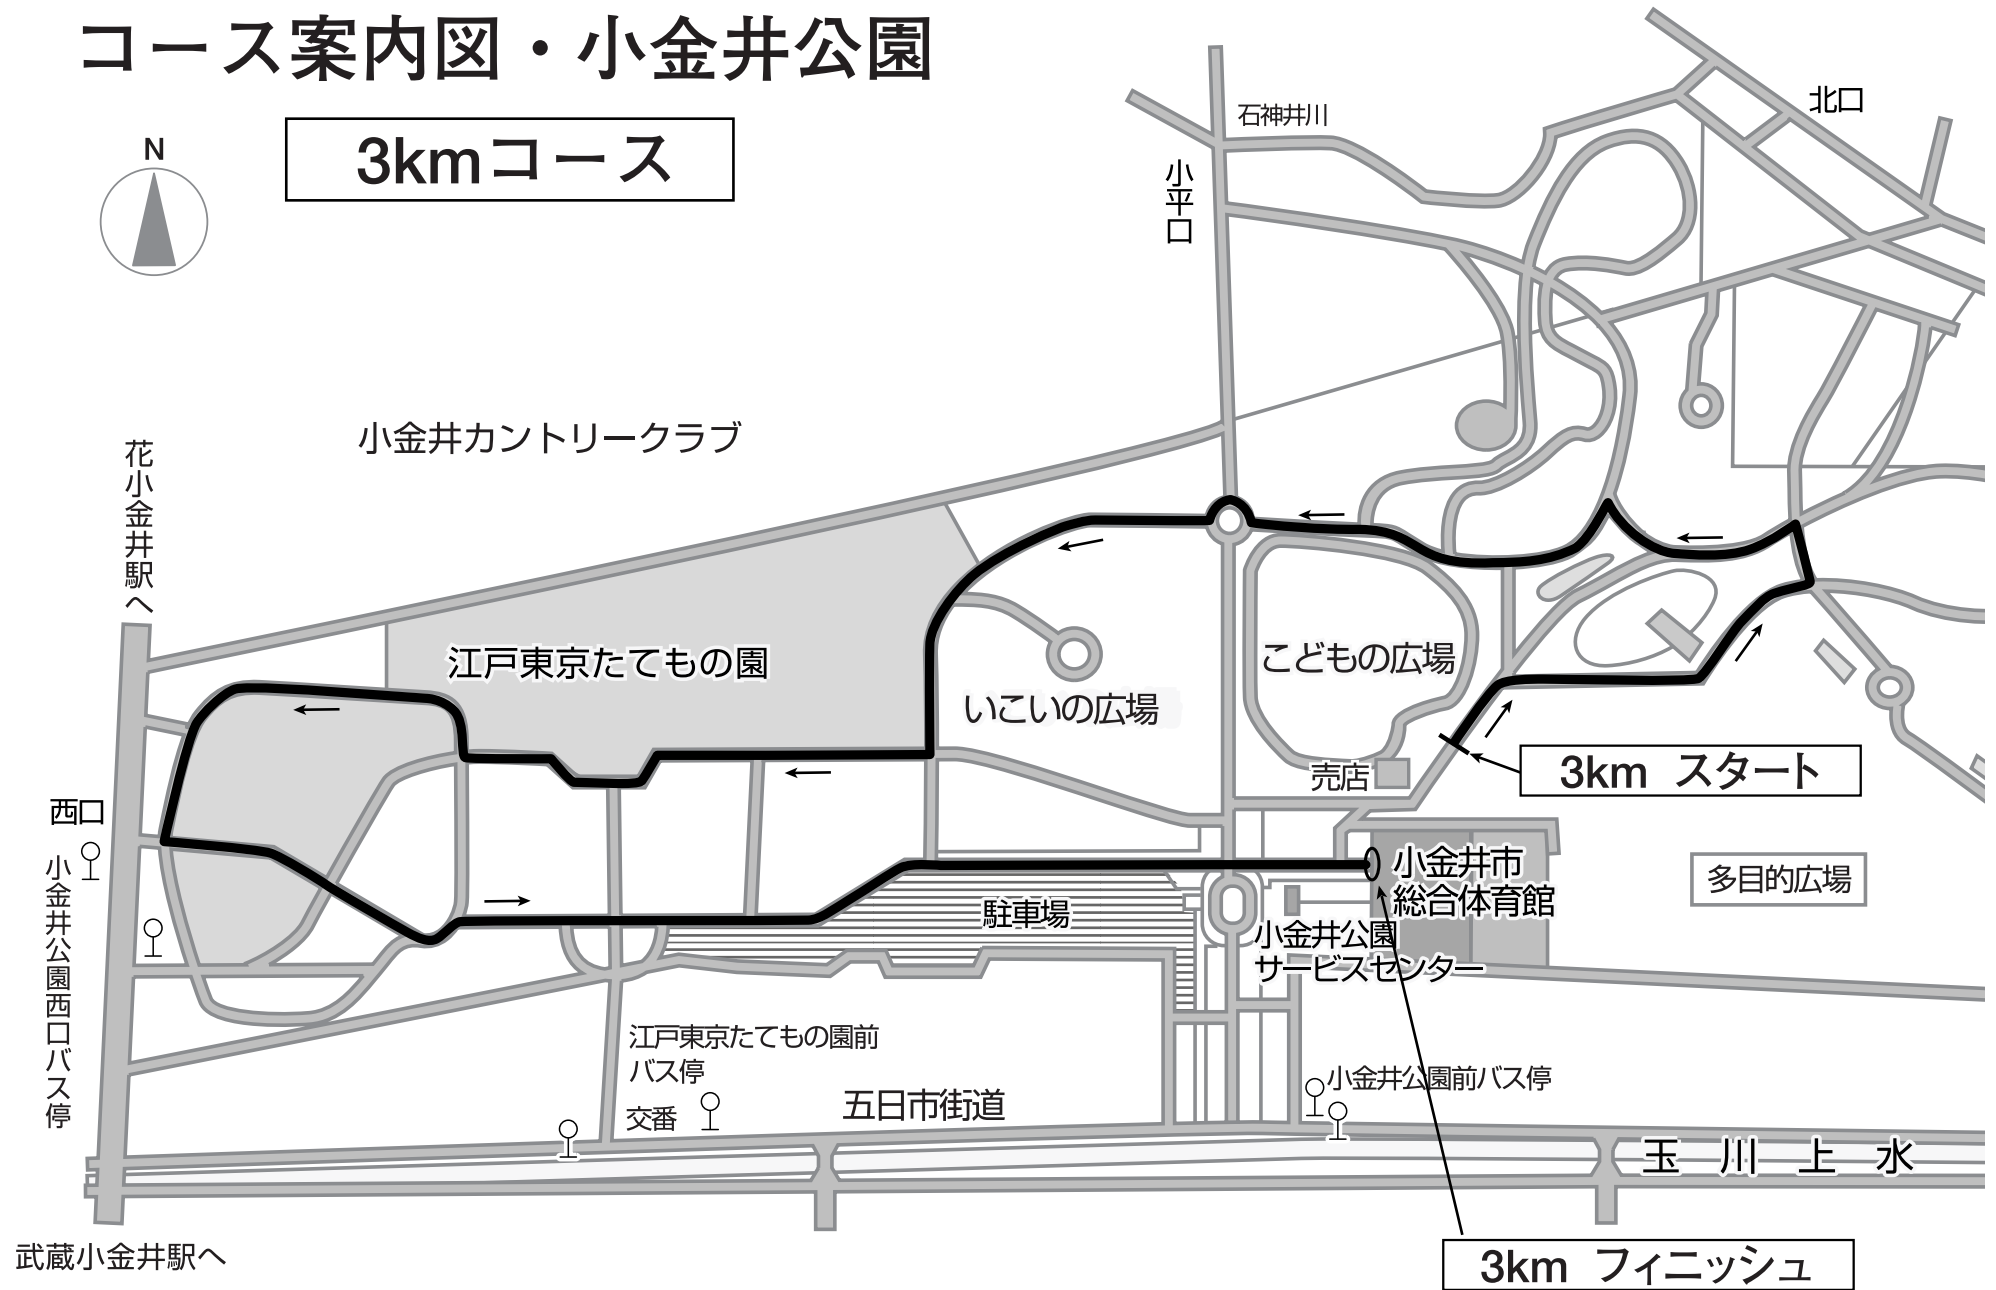 コース案内図・小金井公園
3kmコース
N
石神井川
北口
小平口
小金井カントリークラブ
花小金井駅へ
江戸東京たてもの園
こどもの広場
いこいの広場
売店
3km スタート
西口
小金井公園西口バス停
小金井市
総合体育館
多目的広場
駐車場
小金井公園
サービスセンター
江戸東京たてもの園前
バス停
小金井公園前バス停
交番
五日市街道
玉川上水
武蔵小金井駅へ
3km フィニッシュ